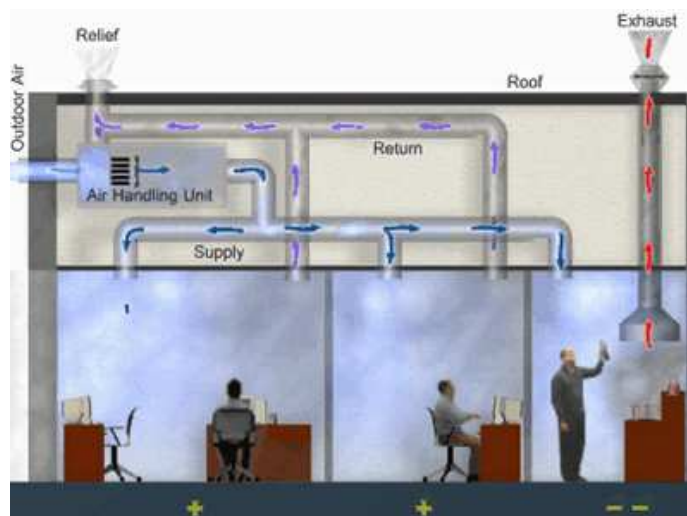 Relief
Exhaust
Roof
Outdoor Air
Return
Air Handling Unit
Supply
+
+
- -